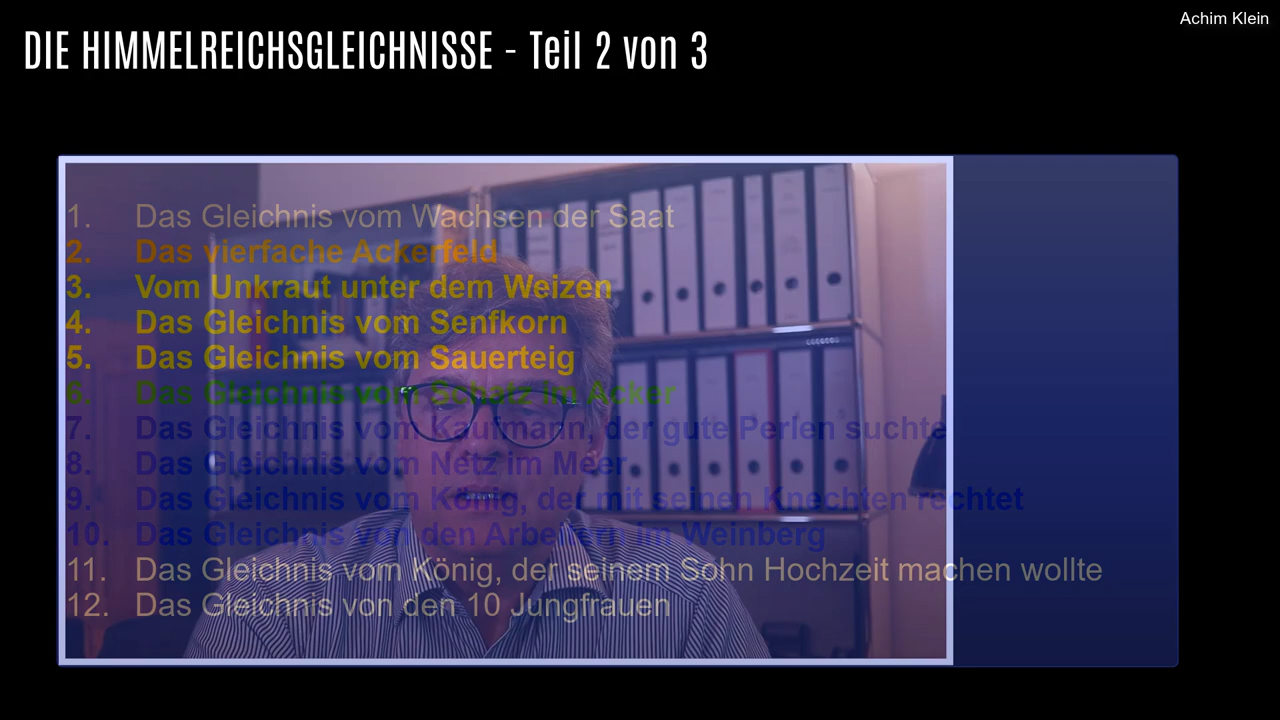 Achim Klein
DIE HIMMELREICHSGLEICHNISSE - Teil 2 von 3
1. Das Gleichnis vom Wachsen der Saat
2. Das vierfache Ackerfeld
3. Vom Unkraut unter dem Weizen
4. Das Gleichnis vom Senfkorn
5. Das Gleichnis vom Sauerteig
6. Das Gleichnis vom Schatz im Acker
7. Das Gleichnis vom Kaufmann, der gute Perlen suchte
8. Das Gleichnis vom Netz im Meer
9. Das Gleichnis vom König, der mit seinen Knechten rechtet
10. Das Gleichnis von den Arbeitern im Weinberg
11. Das Gleichnis vom König, der seinem Sohn Hochzeit machen wollte
12. Das Gleichnis von den 10 Jungfrauen